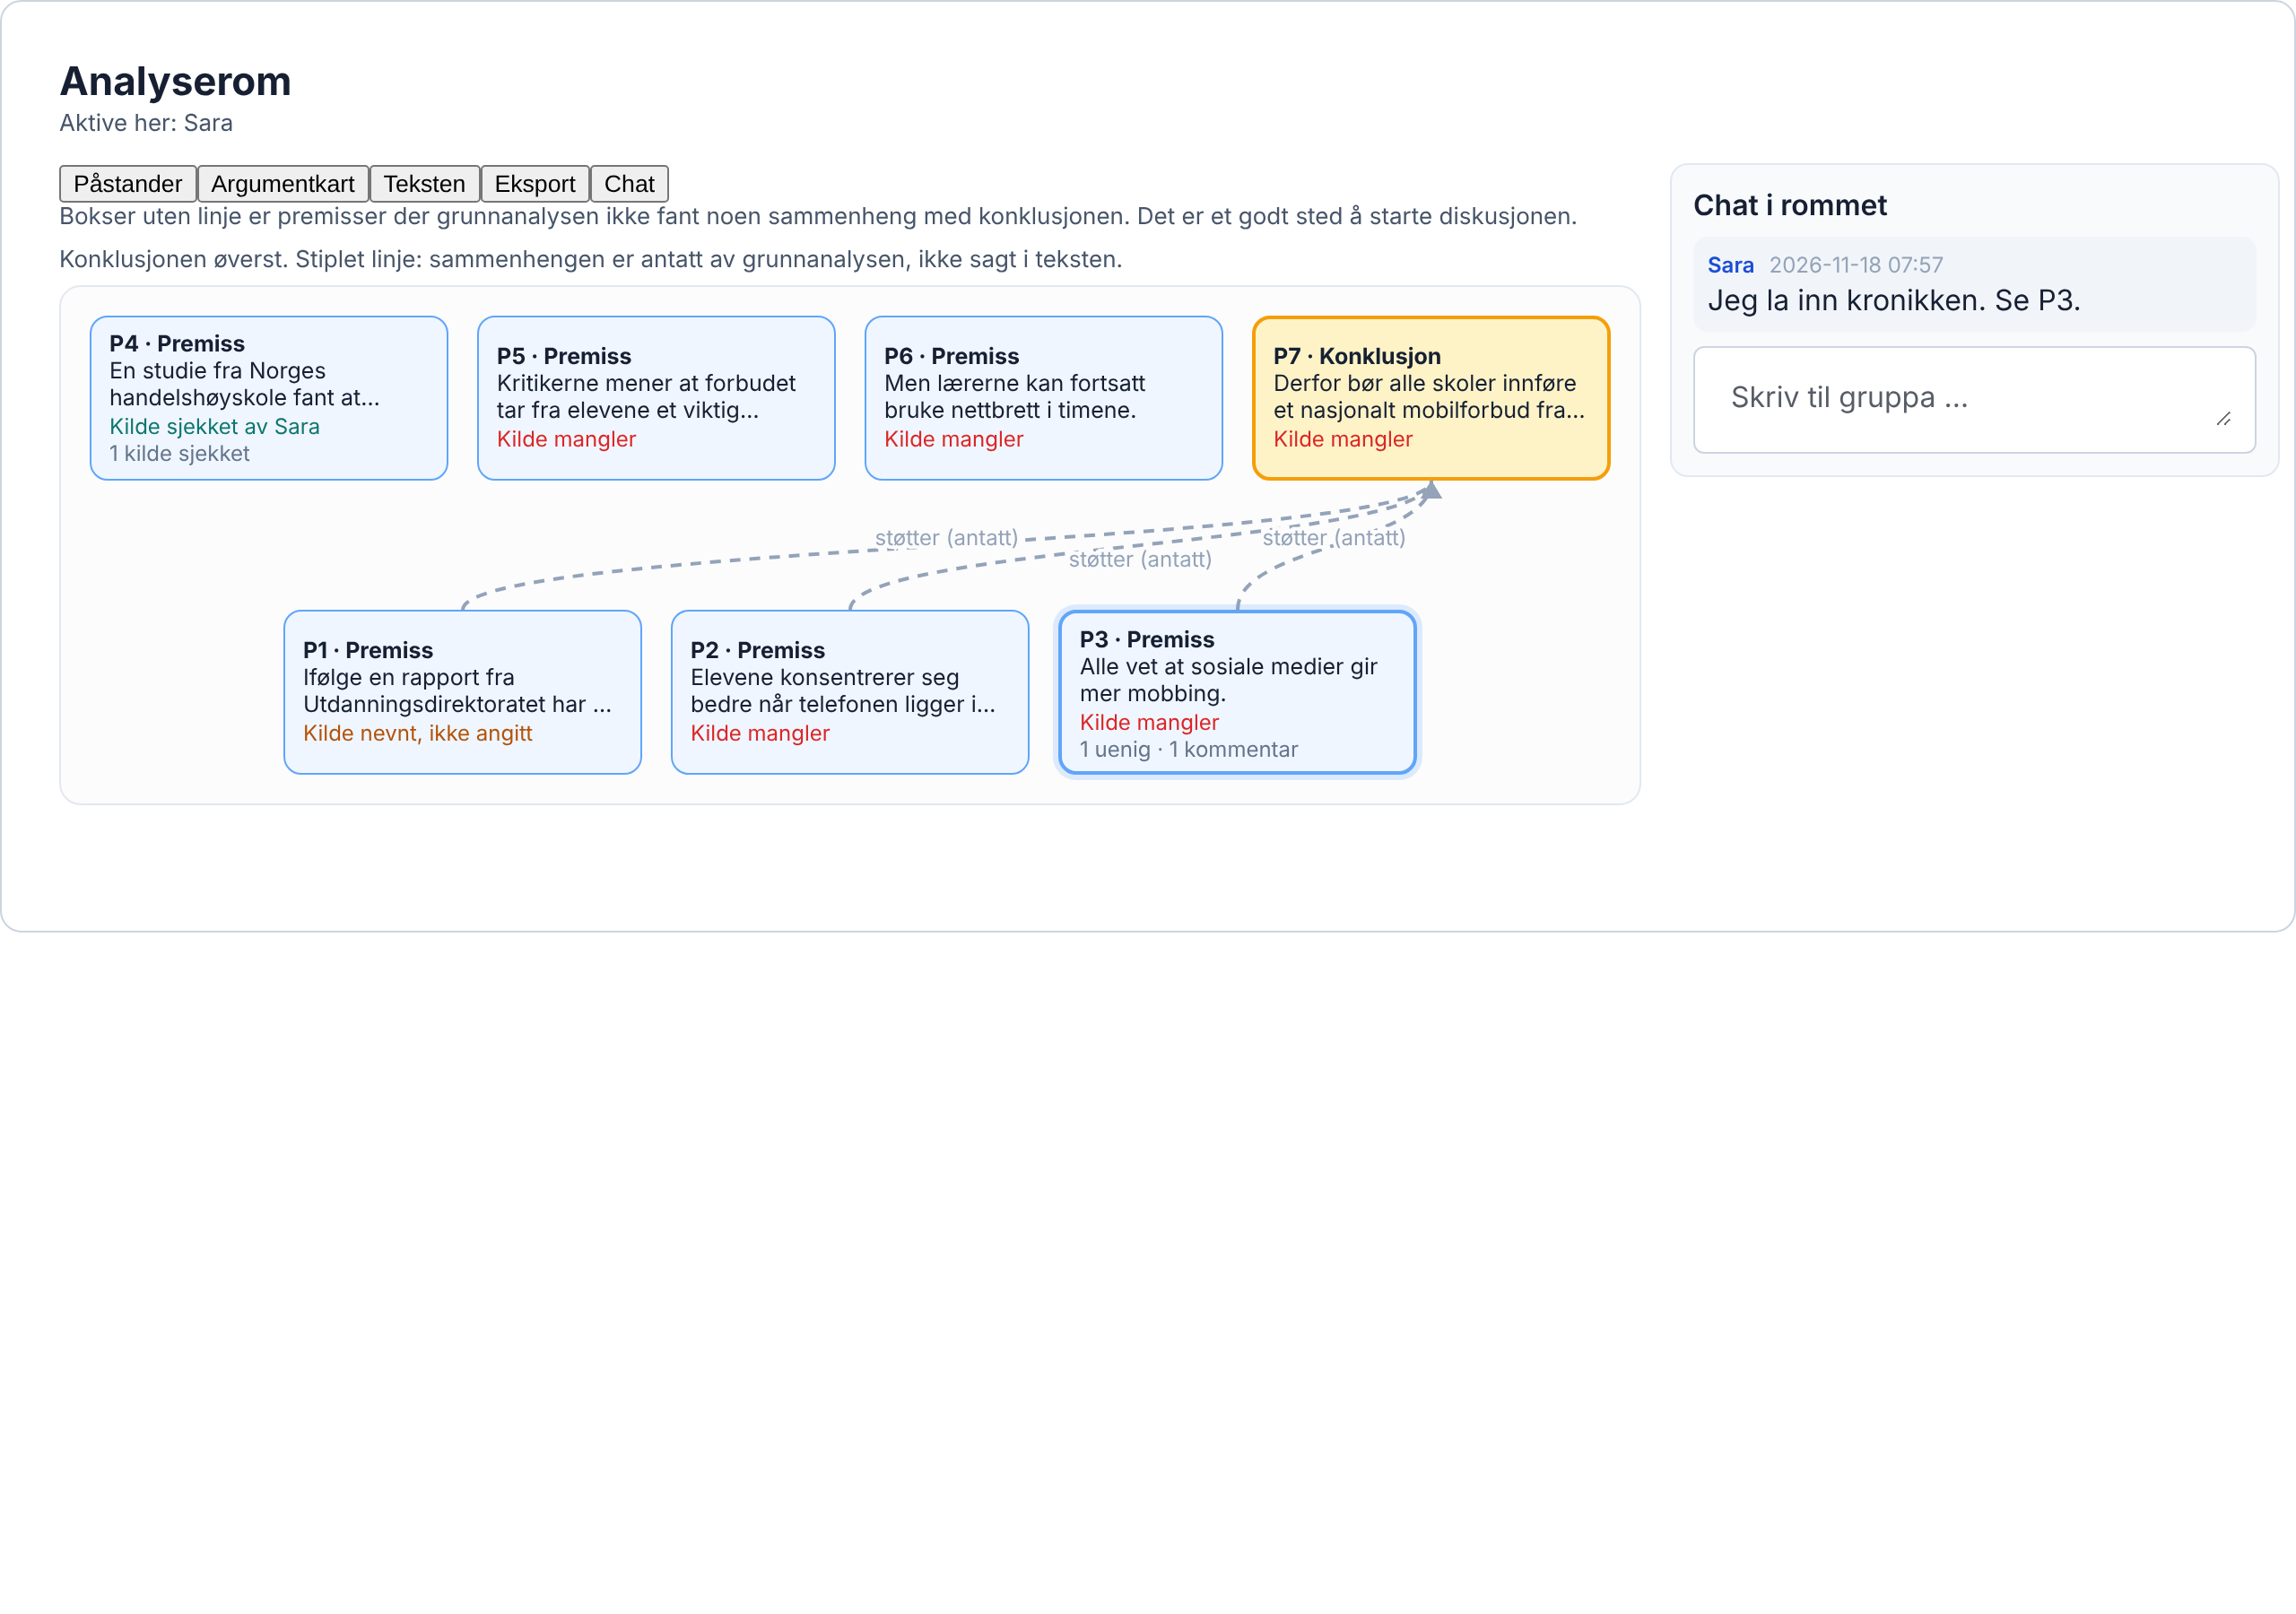 Analyserom
Aktive her: Sara
Påstander Argumentkart Teksten Eksport Chat
Bokser uten linje er premisser der grunnanalysen ikke fant noen sammenheng med konklusjonen. Det er et godt sted å starte diskusjonen.
Konklusjonen øverst. Stiplet linje: sammenhengen er antatt av grunnanalysen, ikke sagt i teksten.
P4 · Premiss
En studie fra Norges
handelshøyskole fant at...
Kilde sjekket av Sara
1 kilde sjekket
P5 · Premiss
Kritikerne mener at forbudet
tar fra elevene et viktig...
Kilde mangler
P6 · Premiss
Men lærerne kan fortsatt
bruke nettbrett i timene.
Kilde mangler
P7 · Konklusjon
Derfor bør alle skoler innføre
et nasjonalt mobilforbud fra...
Kilde mangler
støtter (antatt)
støtter (antatt)
støtter (antatt)
P1 · Premiss
Ifølge en rapport fra
Utdanningsdirektoratet har ...
Kilde nevnt, ikke angitt
P2 · Premiss
Elevene konsentrerer seg
bedre når telefonen ligger i...
Kilde mangler
P3 · Premiss
Alle vet at sosiale medier gir
mer mobbing.
Kilde mangler
1 uenig · 1 kommentar
Chat i rommet
Sara 2026-11-18 07:57
Jeg la inn kronikken. Se P3.
Skriv til gruppa ...